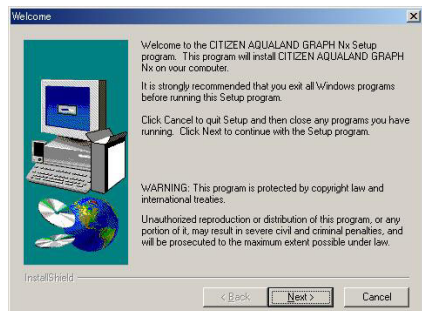 Welcome
Welcome to the CITIZEN AQUALAND GRAPH Nx Setup
program. This program will install CITIZEN AQUALAND GRAPH
Nx on your computer.
It is strongly recommended that you exit all Windows programs
before running this Setup program.
Click Cancel to quit Setup and then close any programs you have
running. Click Next to continue with the Setup program.
WARNING: This program is protected by copyright law and
international treaties.
Unauthorized reproduction or distribution of this program, or any
portion of it, may result in severe civil and criminal penalties, and
will be prosecuted to the maximum extent possible under law.
InstallShield
< Back Next > Cancel